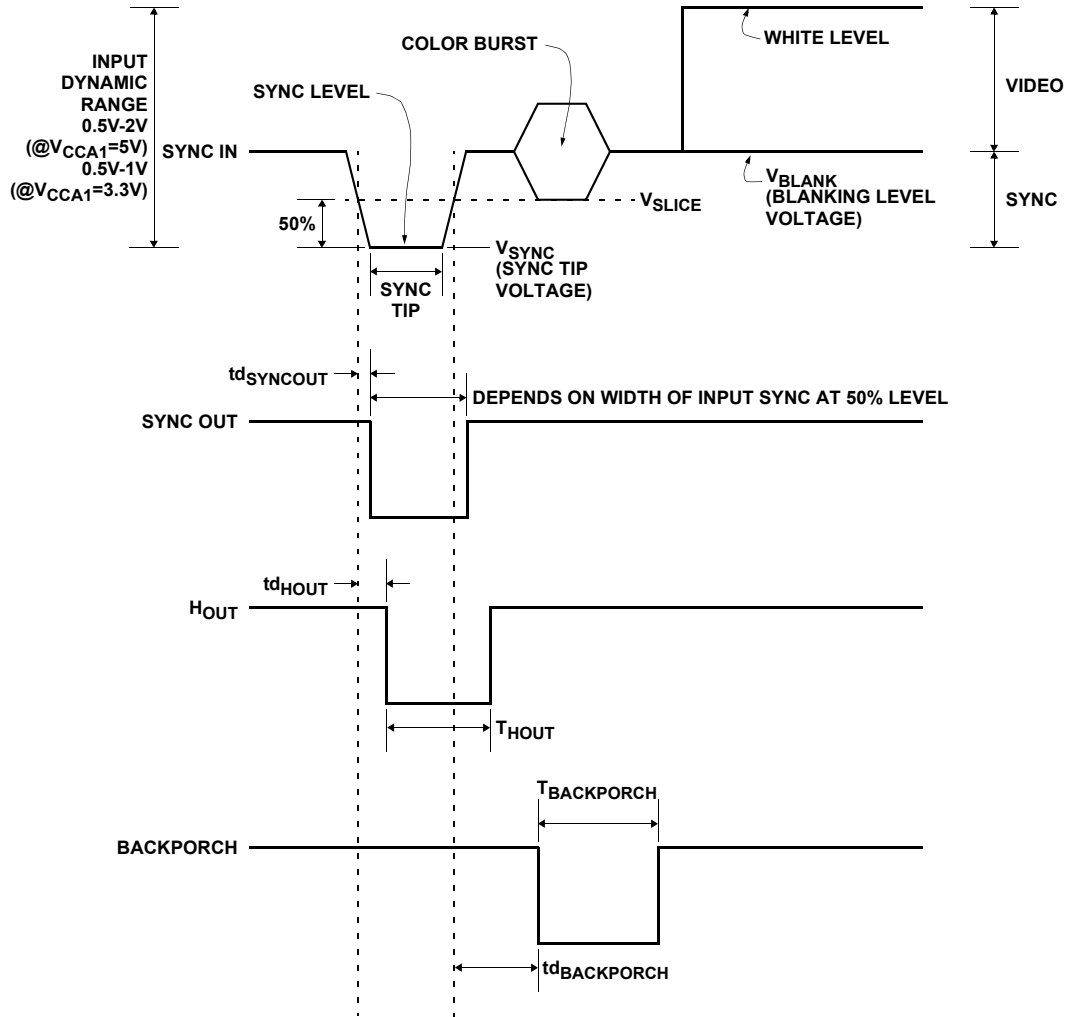 INPUT
DYNAMIC
RANGE
0.5V-2V
(@VCCA1=5V)
0.5V-1V
(@VCCA1=3.3V)
SYNC IN
SYNC LEVEL
COLOR BURST
WHITE LEVEL
VIDEO
50%
VSLICE
VBLANK
(BLANKING LEVEL
VOLTAGE)
SYNC
VSYNC
(SYNC TIP
VOLTAGE)
SYNC
TIP
tdSYNCOUT
DEPENDS ON WIDTH OF INPUT SYNC AT 50% LEVEL
SYNC OUT
tdHOUT
HOUT
THOUT
TBACKPORCH
BACKPORCH
tdBACKPORCH